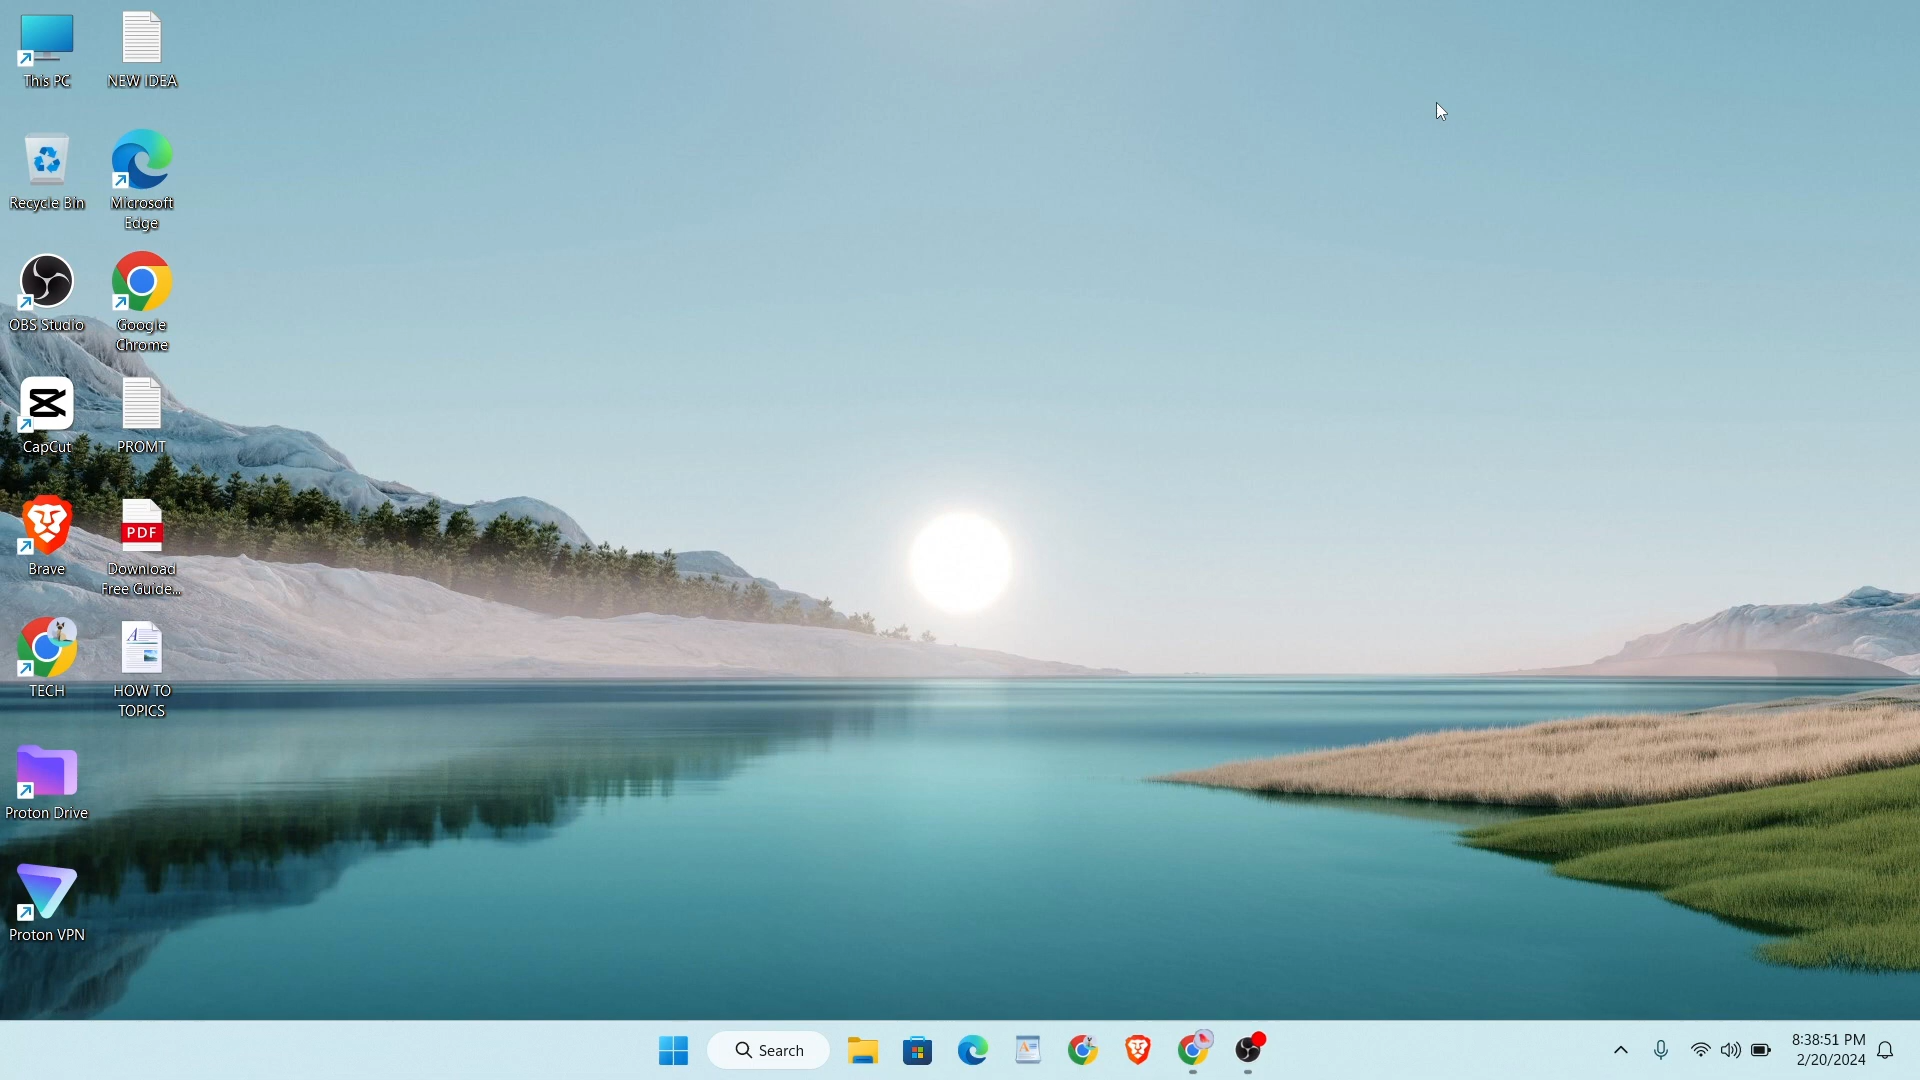 This PC
NEW IDEA
Recycle Bin
Microsoft
Edge
OBS Studio
Google
Chrome
CapCut
PROMT
Brave
PDF
Download
Free Guide...
TECH
HOW TO
TOPICS
Proton Drive
Proton VPN
Search
8:38:51 PM
2/20/2024